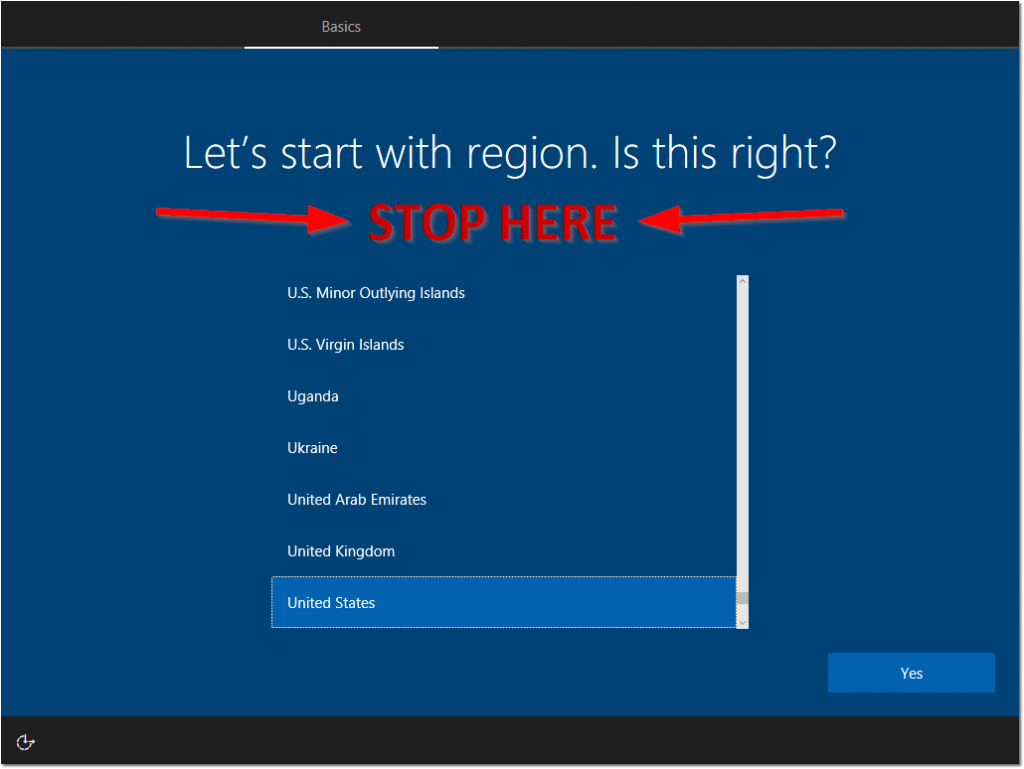 Basics
Let's start with region. Is this right?
STOP HERE
U.S. Minor Outlying Islands
U.S. Virgin Islands
Uganda
Ukraine
United Arab Emirates
United Kingdom
United States
Yes